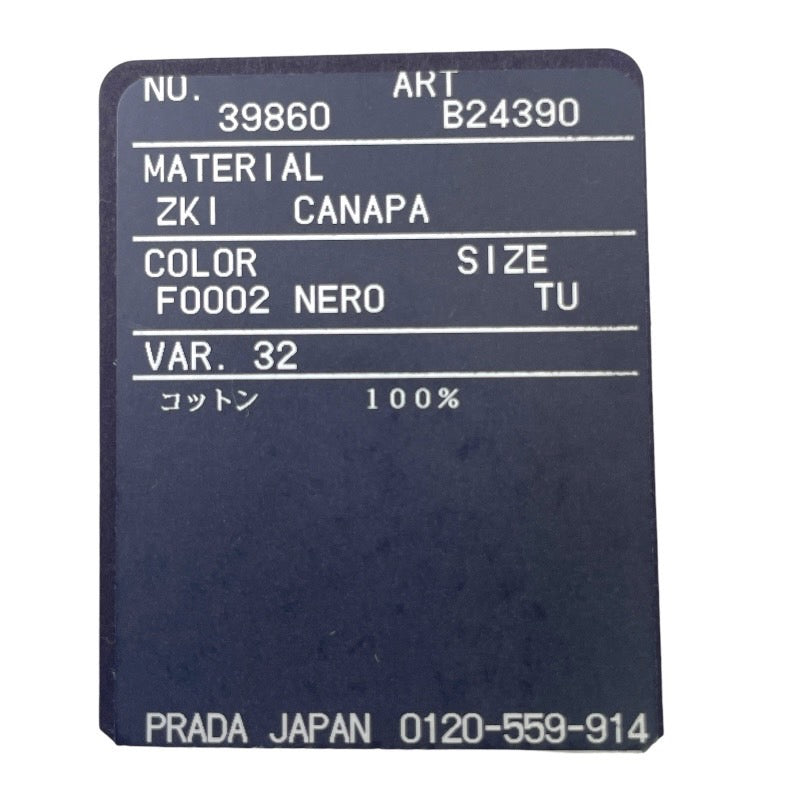 NU. ART
39860 B24390
MATERIAL
ZKI CANAPA
COLOR SIZE
F0002 NERO TU
VAR. 32
コットン 100%
PRADA JAPAN 0120-559-914